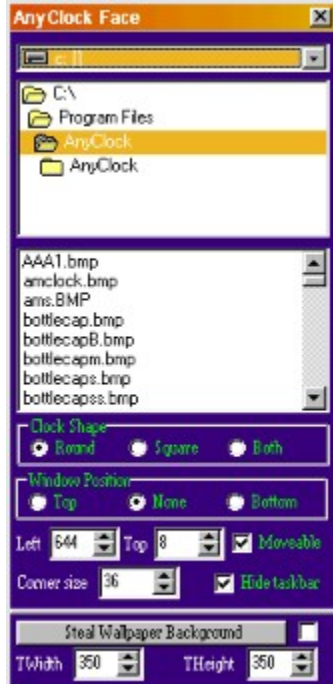 AnyClock Face
c: []
C:\
Program Files
AnyClock
AnyClock
AAA1.bmp
amclock.bmp
ams.BMP
bottlecap.bmp
bottlecapB.bmp
bottlecapm.bmp
bottlecaps.bmp
bottlecapss.bmp
Clock Shape
Round Square Both
Window Position
Top None Bottom
Left 644 Top 8 Moveable
Corner size 36 Hide taskbar
Steal Wallpaper Background
TWidth 350 THeight 350